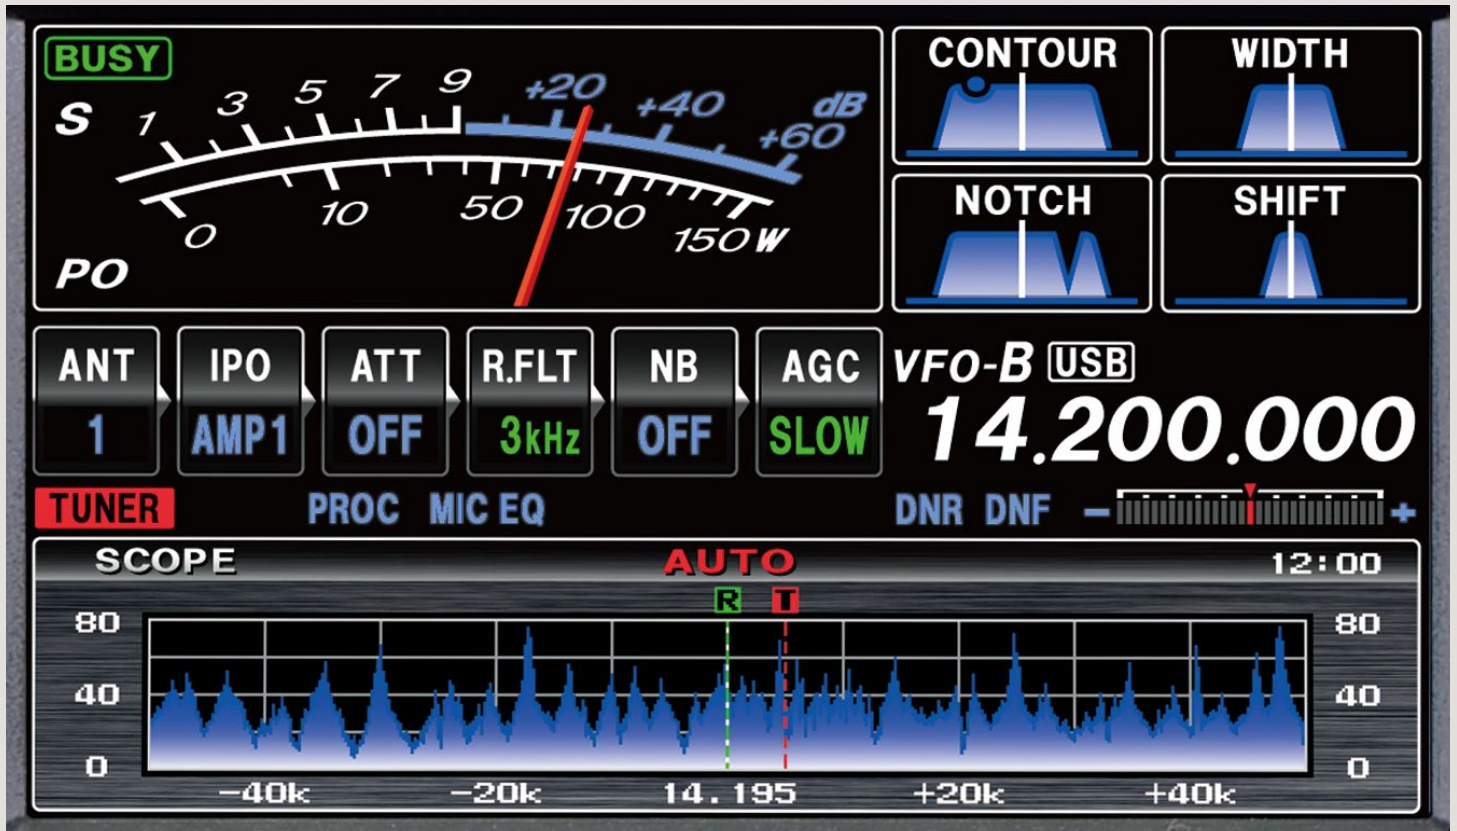 BUSY
S 1 3 5 7 9 +20 +40 +60 dB
0 10 50 100 150 W
PO
CONTOUR WIDTH
NOTCH SHIFT
ANT IPO ATT R.FLT NB AGC
1 AMP1 OFF 3kHz OFF SLOW
VFO-B USB
14.200.000
TUNER PROC MIC EQ DNR DNF - +
SCOPE AUTO 12:00
R T
80 80
40 40
0 0
-40k -20k 14.195 +20k +40k